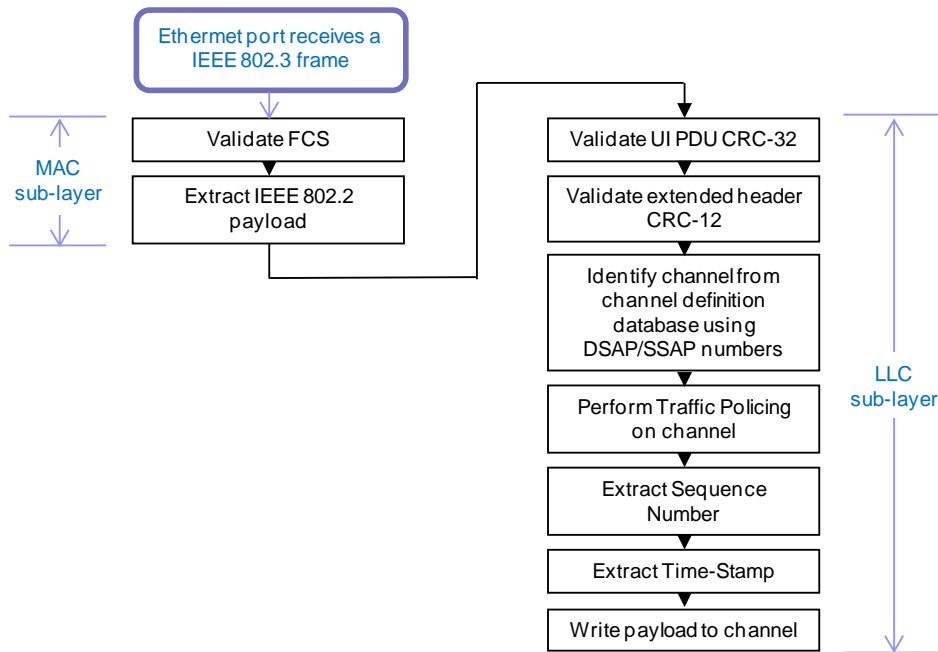 Ethermet port receives a
IEEE 802.3 frame
Validate FCS
Extract IEEE 802.2
payload
MAC
sub-layer
Validate UI PDU CRC-32
Validate extended header
CRC-12
Identify channel from
channel definition
database using
DSAP/SSAP numbers
Perform Traffic Policing
on channel
Extract Sequence
Number
Extract Time-Stamp
Write payload to channel
LLC
sub-layer